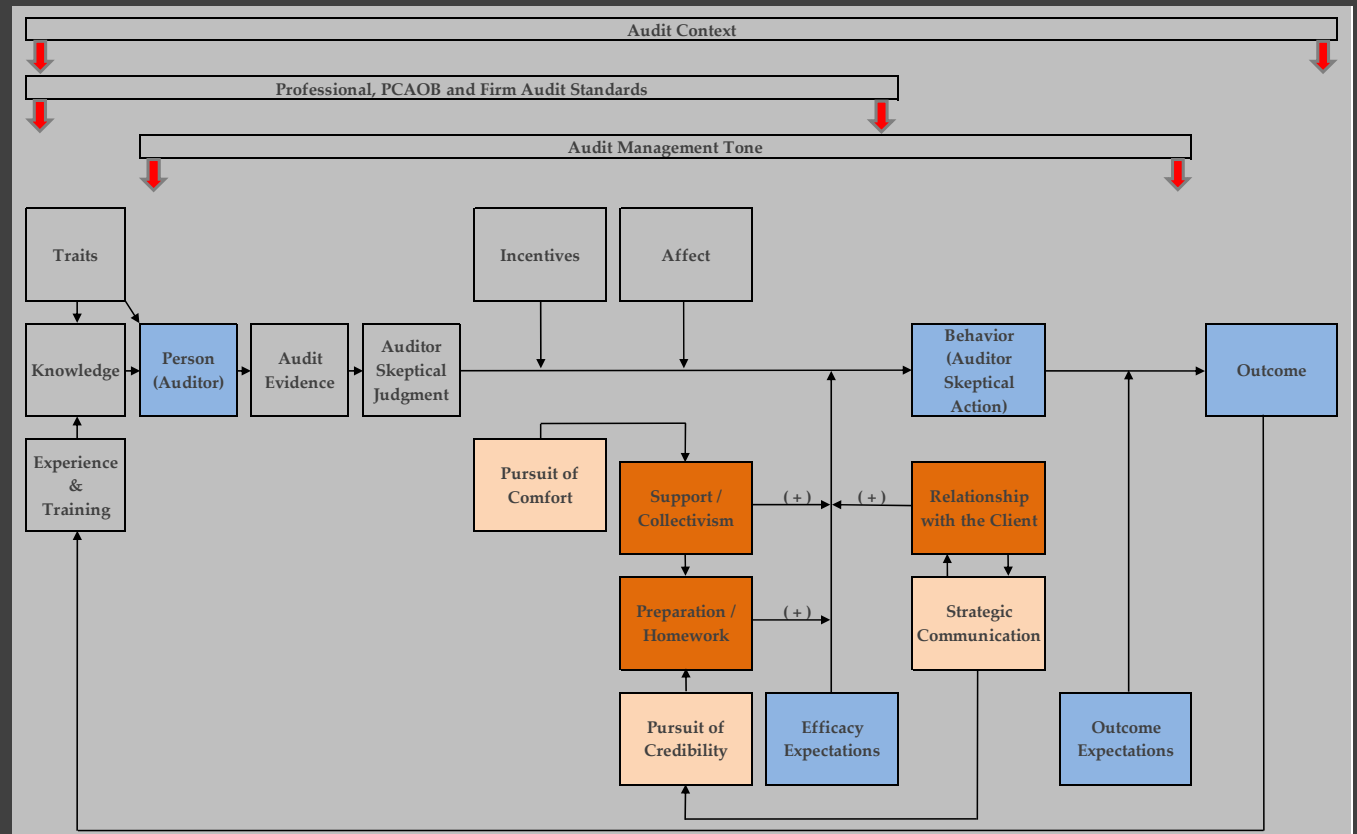 Audit Context
Professional, PCAOB and Firm Audit Standards
Audit Management Tone
Traits
Incentives
Affect
Knowledge
Person
(Auditor)
Audit
Evidence
Auditor
Skeptical
Judgment
Behavior
(Auditor
Skeptical
Action)
Outcome
Experience
&
Training
Pursuit of
Comfort
Support /
Collectivism
( + )
( + )
Relationship
with the Client
Preparation /
Homework
( + )
Strategic
Communication
Pursuit of
Credibility
Efficacy
Expectations
Outcome
Expectations